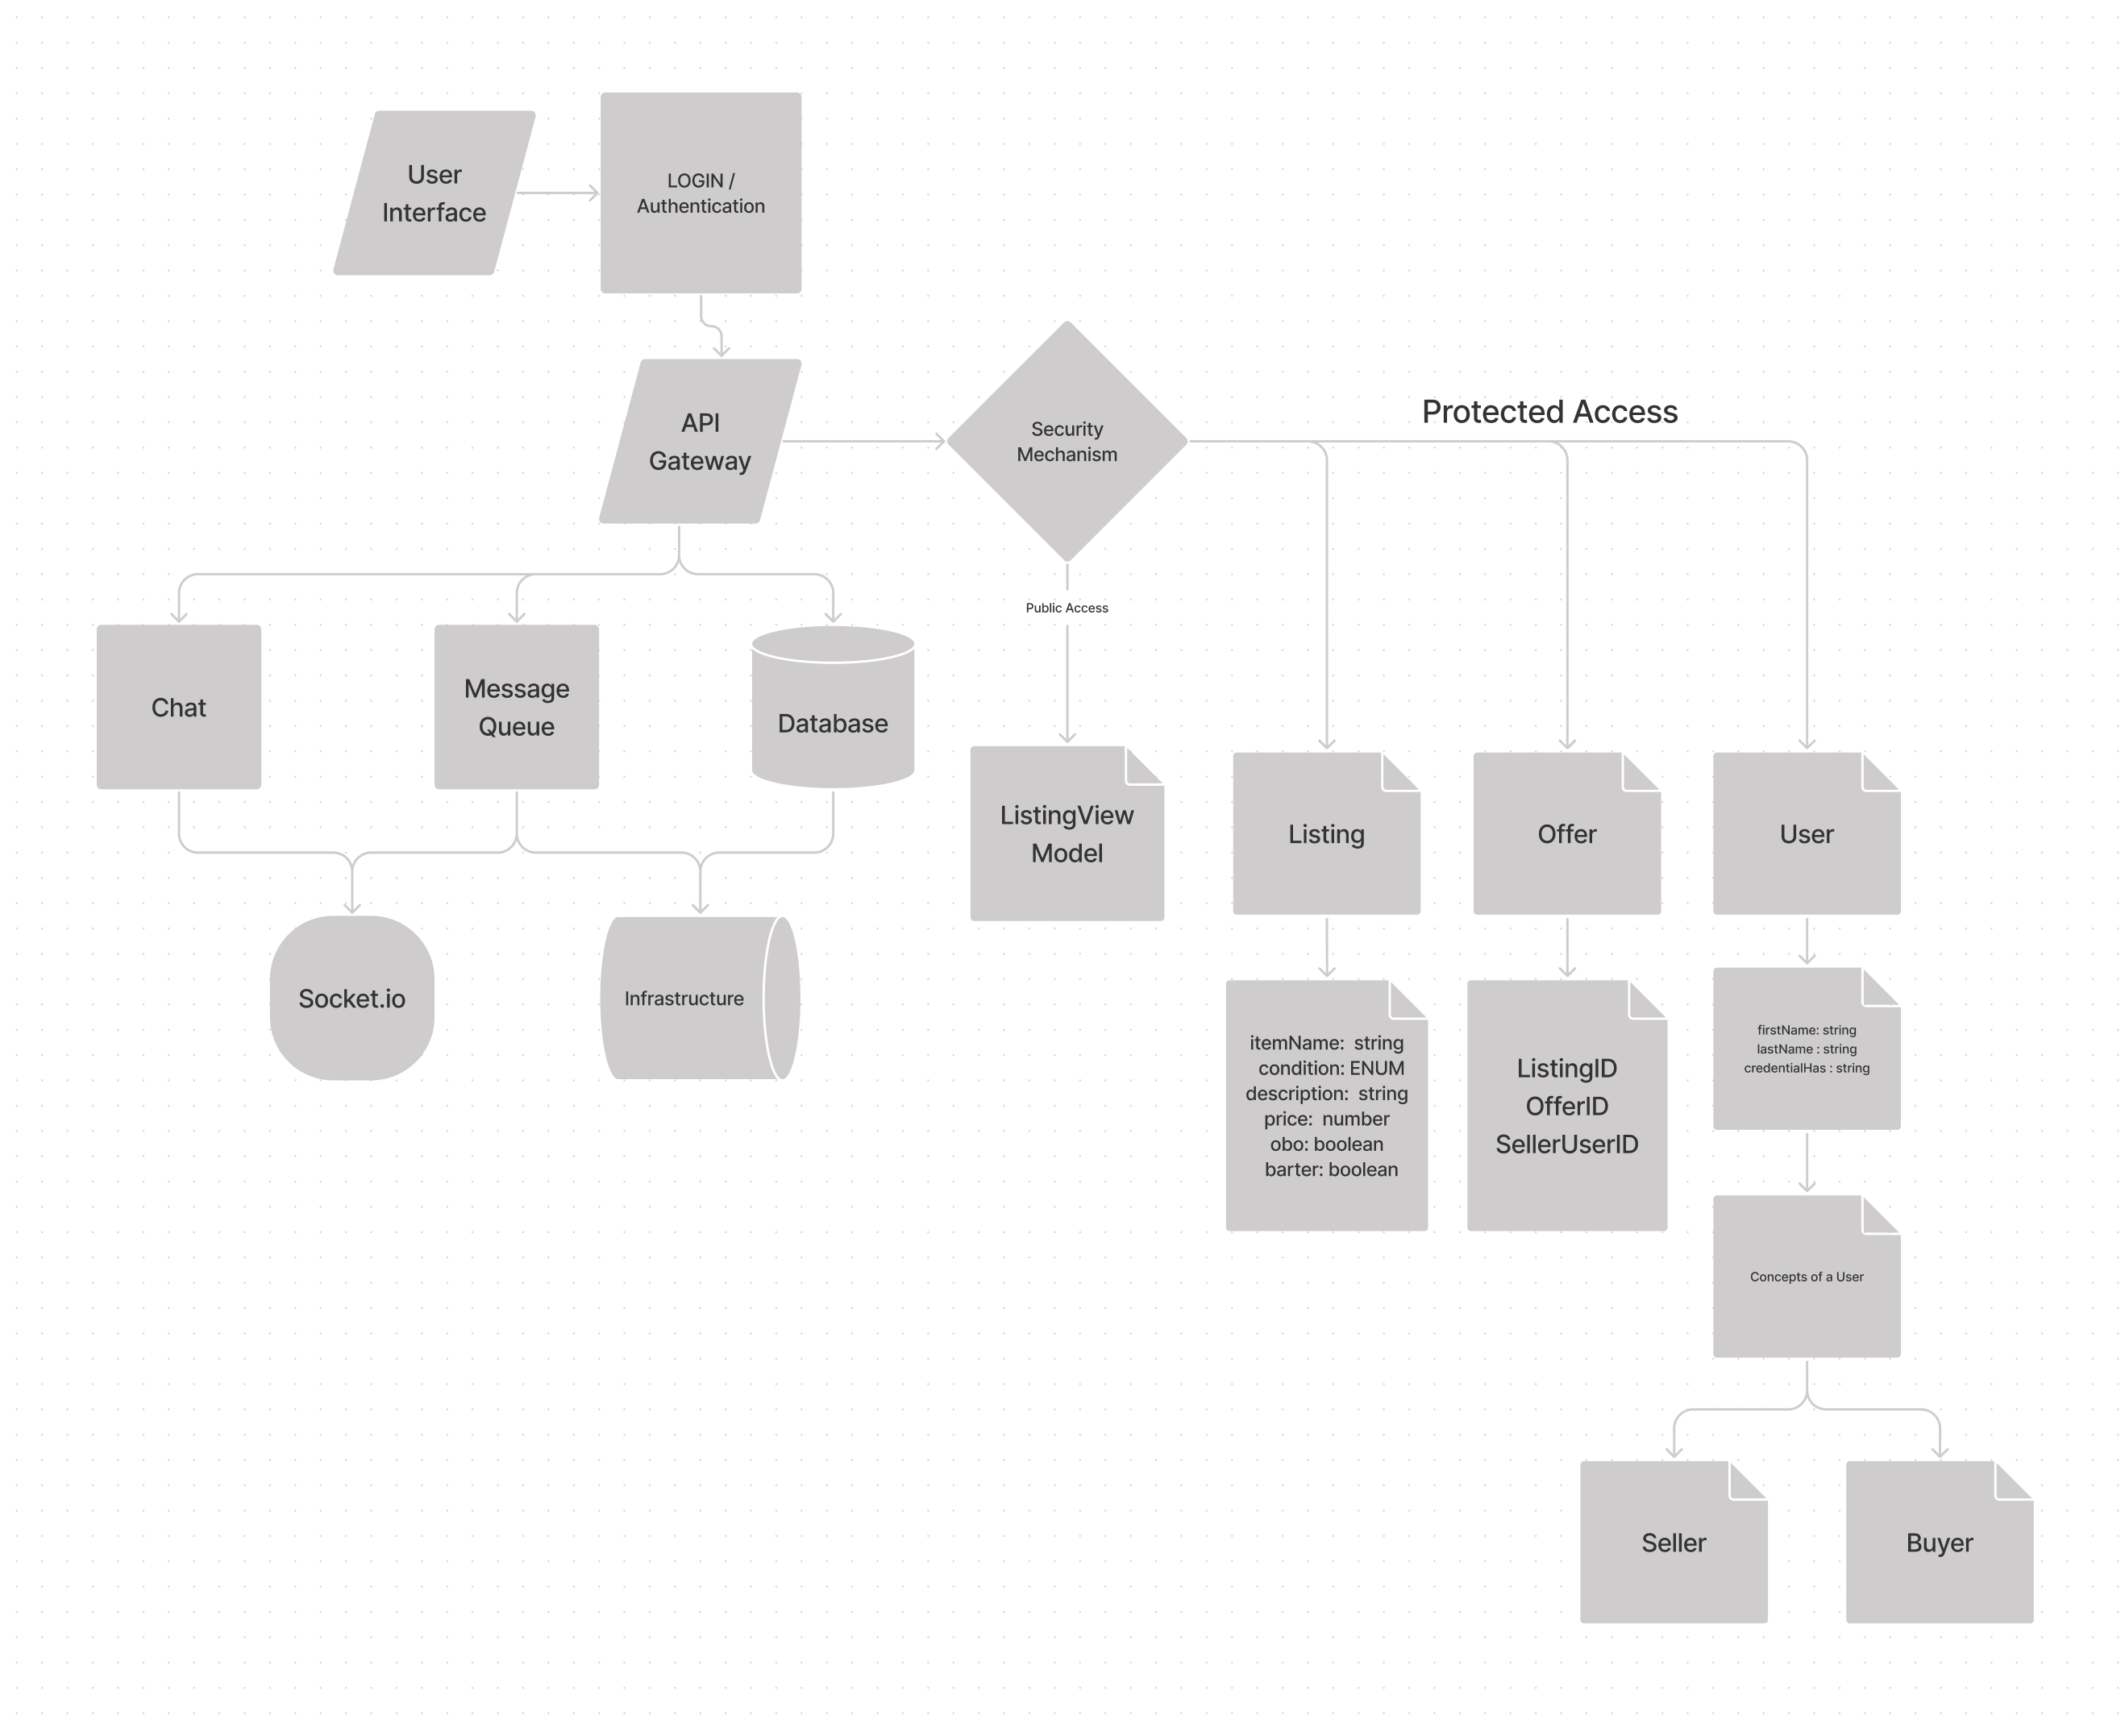 User
Interface
LOGIN /
Authentication
API
Gateway
Security
Mechanism
Protected Access
Public Access
Chat
Message
Queue
Database
ListingView
Model
Listing
Offer
User
Socket.io
Infrastructure
itemName: string
condition: ENUM
description: string
price: number
obo: boolean
barter: boolean
ListingID
OfferID
SellerUserID
firstName: string
lastName : string
credentialHas : string
Concepts of a User
Seller
Buyer